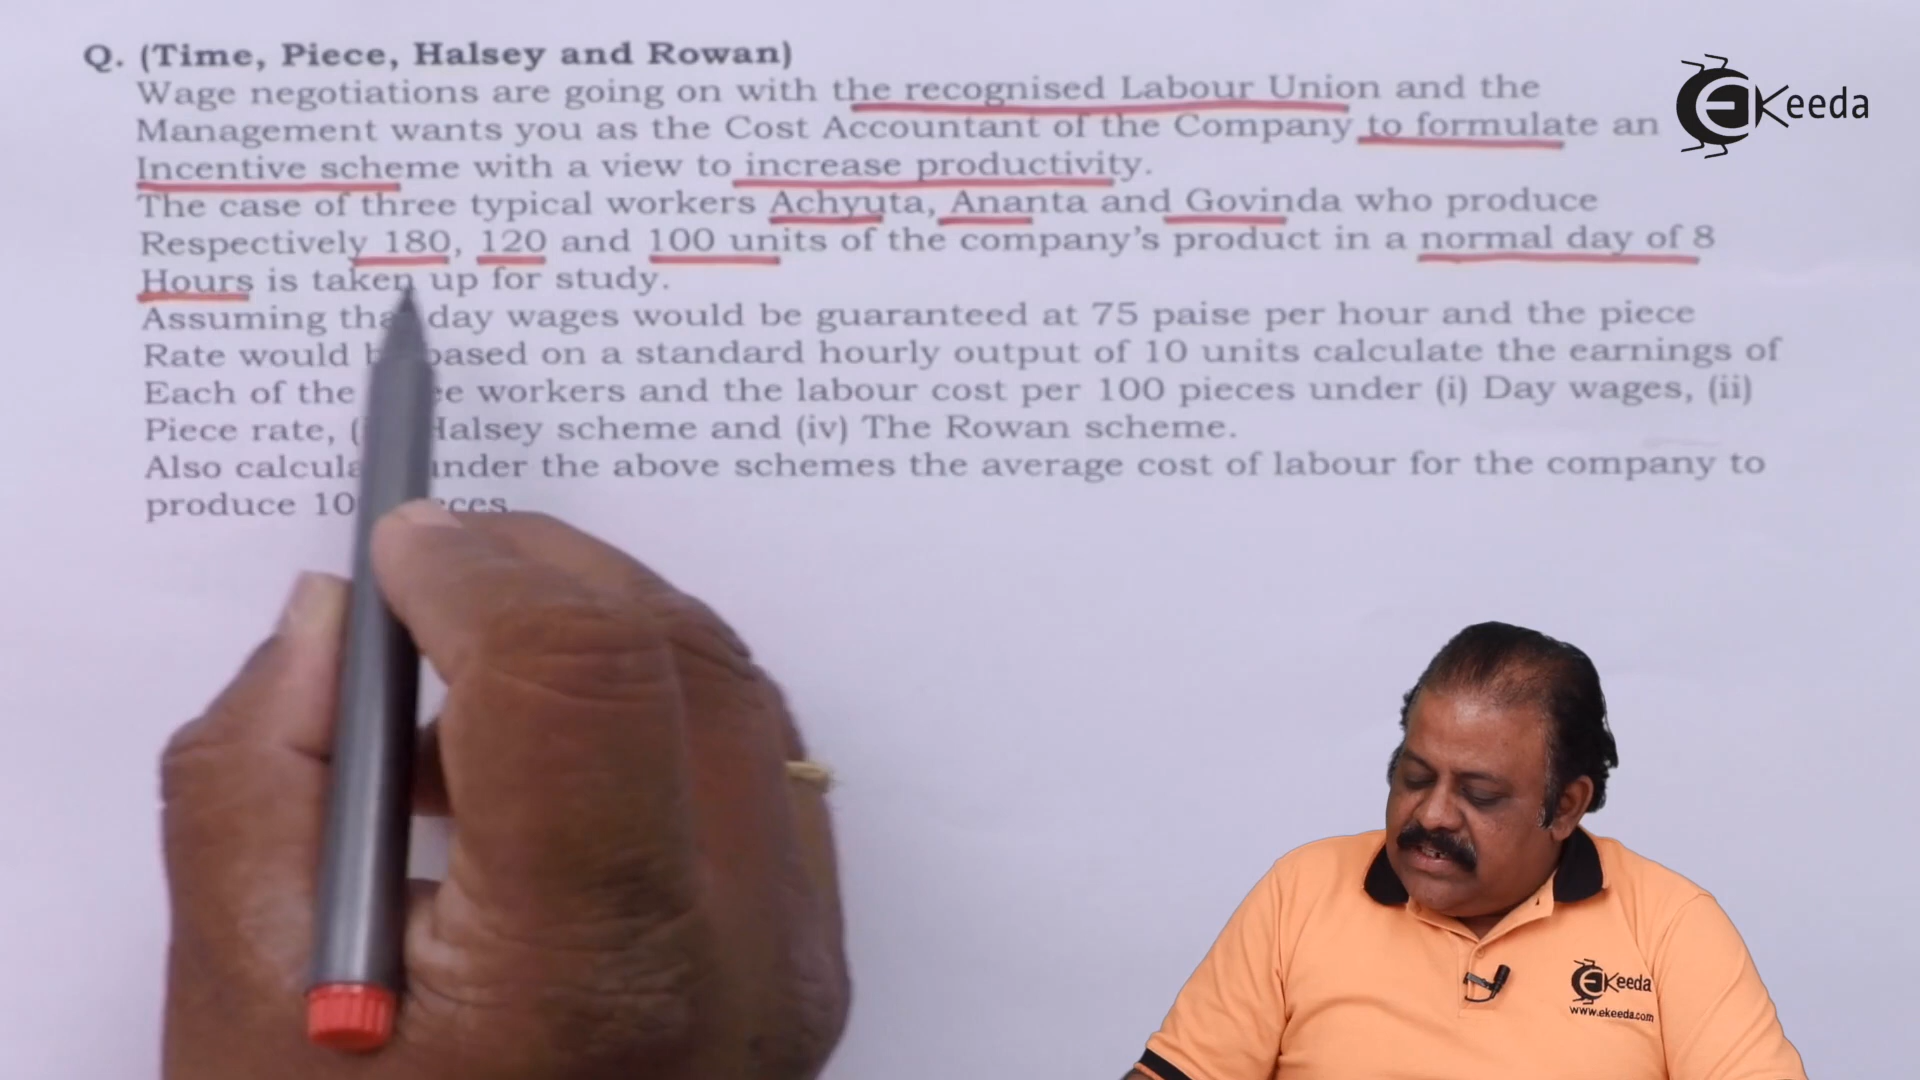 Q. (Time, Piece, Halsey and Rowan)
Wage negotiations are going on with the recognised Labour Union and the
Management wants you as the Cost Accountant of the Company to formulate an
Incentive scheme with a view to increase productivity.
The case of three typical workers Achyuta, Ananta and Govinda who produce
Respectively 180, 120 and 100 units of the company's product in a normal day of 8
Hours is taken up for study.
Assuming that day wages would be guaranteed at 75 paise per hour and the piece
Rate would based on a standard hourly output of 10 units calculate the earnings of
Each of the workers and the labour cost per 100 pieces under (i) Day wages, (ii)
Piece rate, Halsey scheme and (iv) The Rowan scheme.
Also under the above schemes the average cost of labour for the company to
produce
EKeeda
EKeeda
www.ekeeda.com